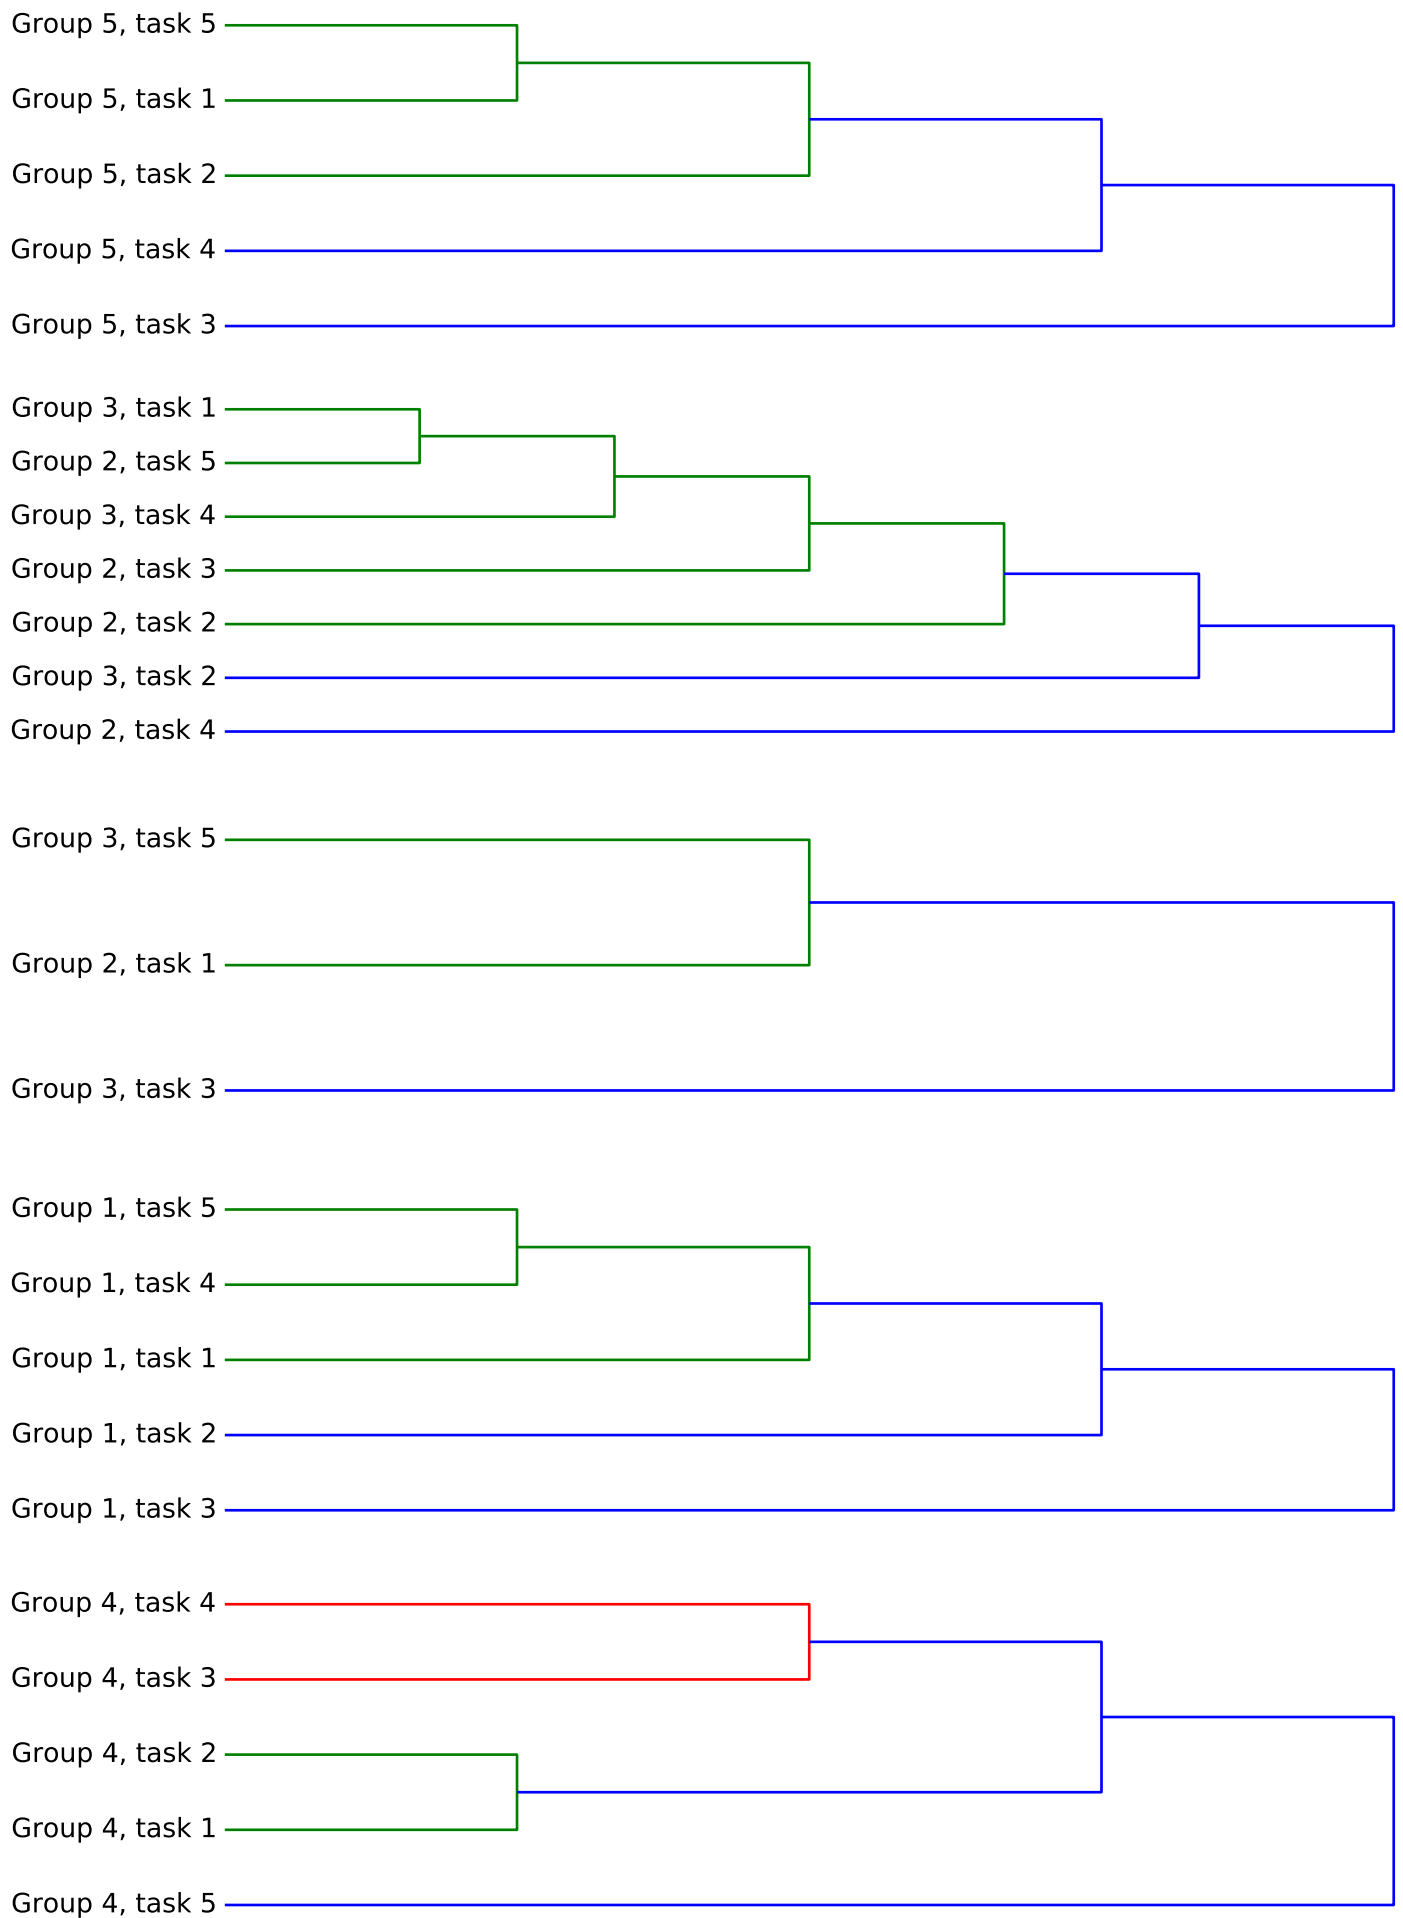 Group 5, task 5
Group 5, task 1
Group 5, task 2
Group 5, task 4
Group 5, task 3
Group 3, task 1
Group 2, task 5
Group 3, task 4
Group 2, task 3
Group 2, task 2
Group 3, task 2
Group 2, task 4
Group 3, task 5
Group 2, task 1
Group 3, task 3
Group 1, task 5
Group 1, task 4
Group 1, task 1
Group 1, task 2
Group 1, task 3
Group 4, task 4
Group 4, task 3
Group 4, task 2
Group 4, task 1
Group 4, task 5